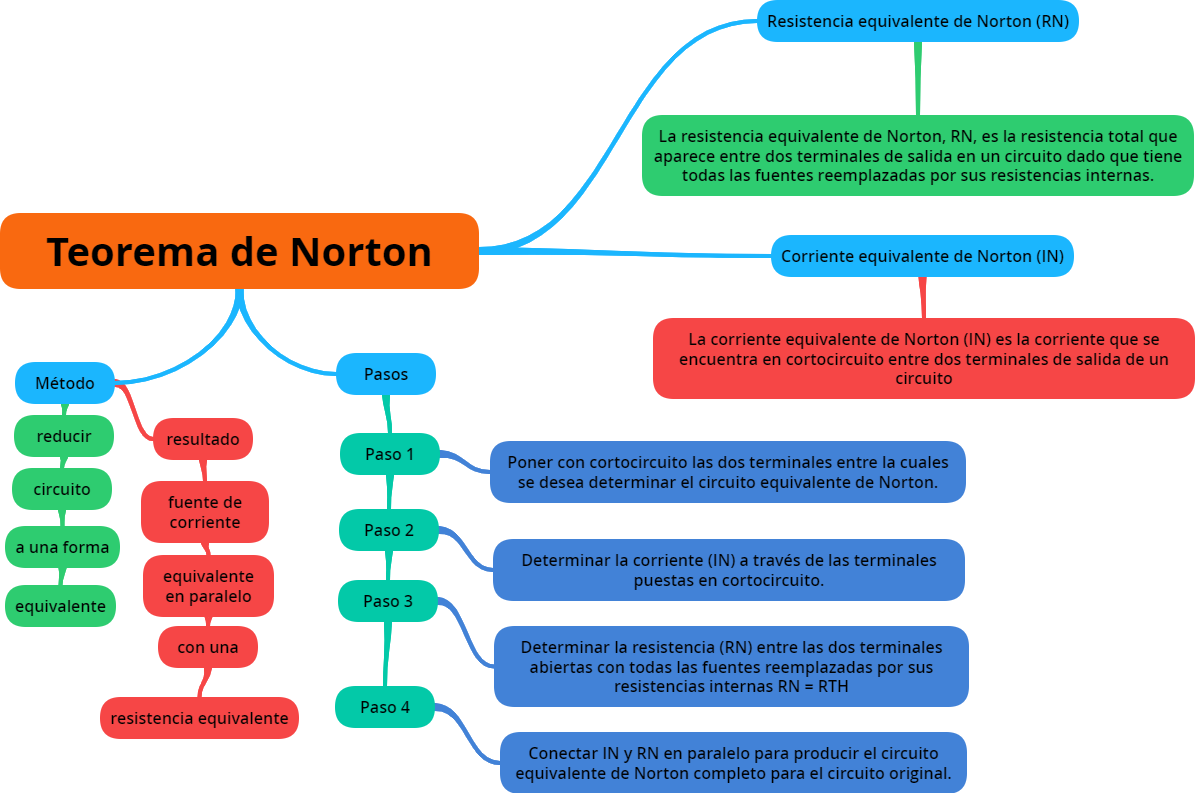 Resistencia equivalente de Norton (RN)
La resistencia equivalente de Norton, RN, es la resistencia total que
aparece entre dos terminales de salida en un circuito dado que tiene
todas las fuentes reemplazadas por sus resistencias internas.
Teorema de Norton
Corriente equivalente de Norton (IN)
La corriente equivalente de Norton (IN) es la corriente que se
encuentra en cortocircuito entre dos terminales de salida de un
circuito
Método
reducir
circuito
a una forma
equivalente
resultado
fuente de
corriente
equivalente
en paralelo
con una
resistencia equivalente
Pasos
Paso 1
Poner con cortocircuito las dos terminales entre la cuales
se desea determinar el circuito equivalente de Norton.
Paso 2
Determinar la corriente (IN) a través de las terminales
puestas en cortocircuito.
Paso 3
Determinar la resistencia (RN) entre las dos terminales
abiertas con todas las fuentes reemplazadas por sus
resistencias internas RN = RTH
Paso 4
Conectar IN y RN en paralelo para producir el circuito
equivalente de Norton completo para el circuito original.